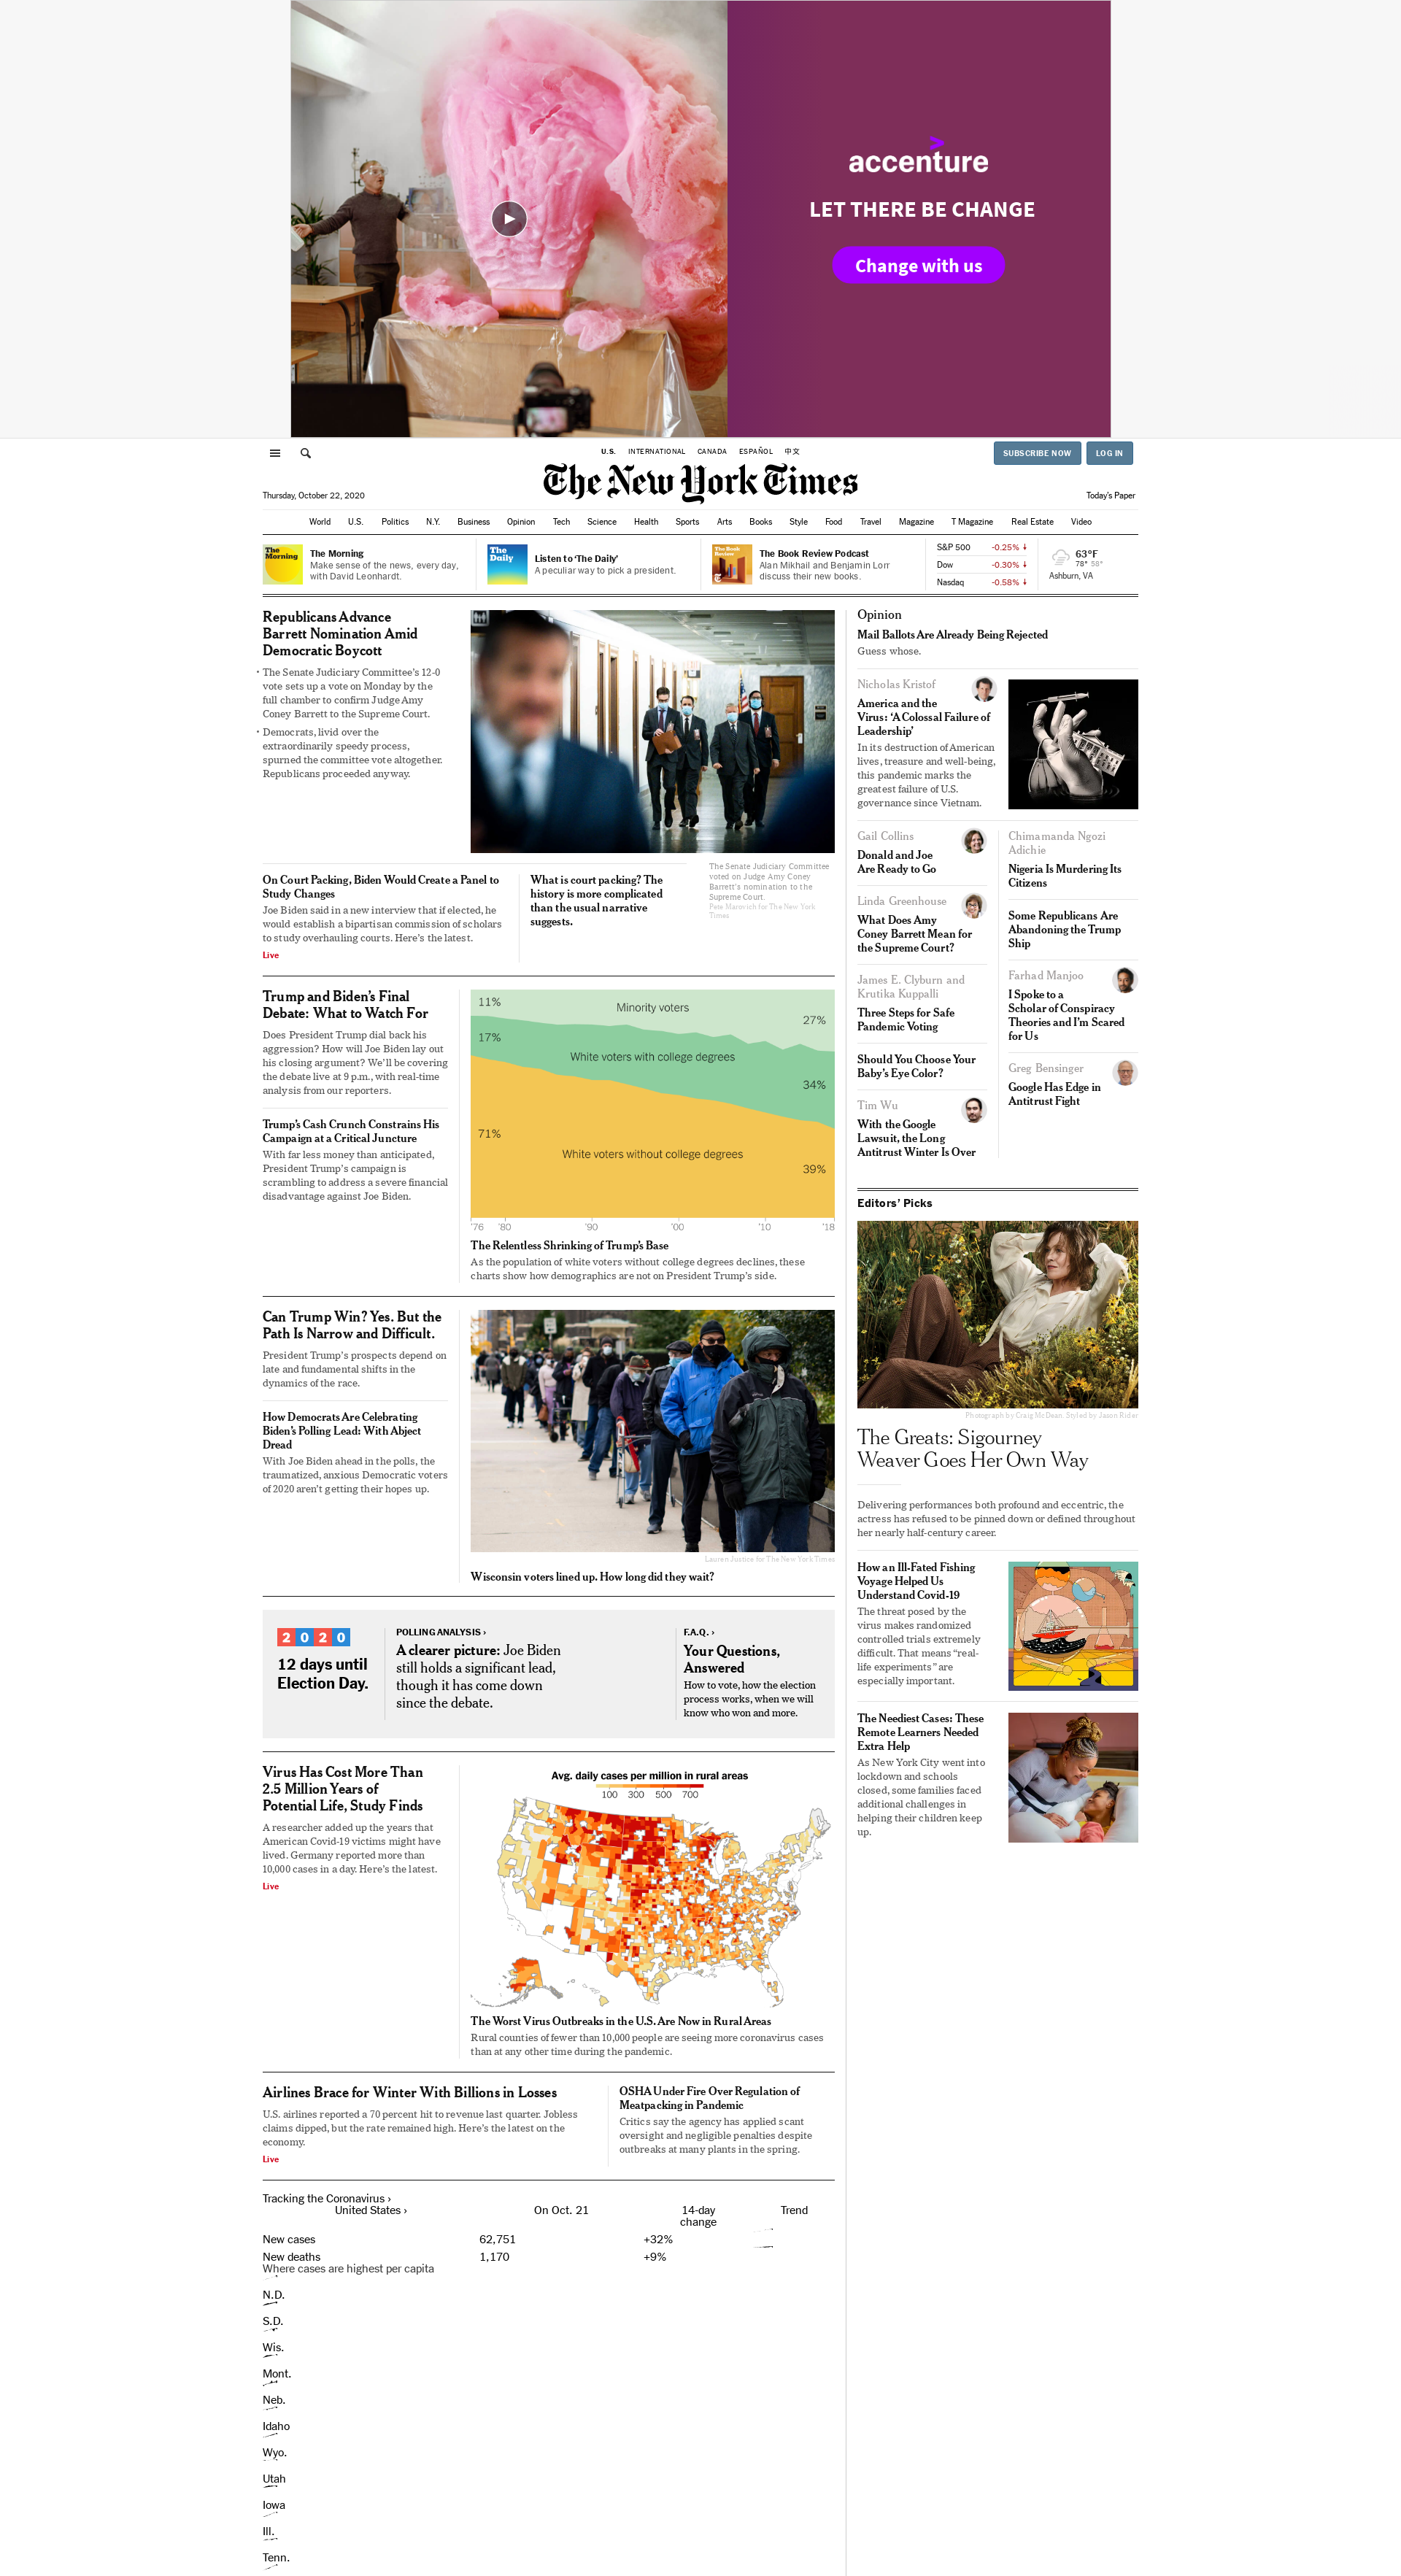 accenture
LET THERE BE CHANGE
Change with us
U.S. INTERNATIONAL CANADA ESPAÑOL 中文
SUBSCRIBE NOW LOG IN
The New York Times
Thursday, October 22, 2020
Today's Paper
World U.S. Politics N.Y. Business Opinion Tech Science Health Sports Arts Books Style Food Travel Magazine T Magazine Real Estate Video
The Morning
The Morning
Make sense of the news, every day,
with David Leonhardt.
The Daily
Listen to 'The Daily'
A peculiar way to pick a president.
The Book Review
The Book Review Podcast
Alan Mikhail and Benjamin Lorr
discuss their new books.
S&P 500 -0.25%
Dow -0.30%
Nasdaq -0.58%
63°F
78° 58°
Ashburn, VA
Republicans Advance
Barrett Nomination Amid
Democratic Boycott
• The Senate Judiciary Committee's 12-0
vote sets up a vote on Monday by the
full chamber to confirm Judge Amy
Coney Barrett to the Supreme Court.
• Democrats, livid over the
extraordinarily speedy process,
spurned the committee vote altogether.
Republicans proceeded anyway.
The Senate Judiciary Committee
voted on Judge Amy Coney
Barrett's nomination to the
Supreme Court.
Pete Marovich for The New York
Times
On Court Packing, Biden Would Create a Panel to
Study Changes
Joe Biden said in a new interview that if elected, he
would establish a bipartisan commission of scholars
to study overhauling courts. Here's the latest.
Live
What is court packing? The
history is more complicated
than the usual narrative
suggests.
Trump and Biden's Final
Debate: What to Watch For
Does President Trump dial back his
aggression? How will Joe Biden lay out
his closing argument? We'll be covering
the debate live at 9 p.m., with real-time
analysis from our reporters.
Trump's Cash Crunch Constrains His
Campaign at a Critical Juncture
With far less money than anticipated,
President Trump's campaign is
scrambling to address a severe financial
disadvantage against Joe Biden.
11%
Minority voters
27%
17%
White voters with college degrees
34%
71%
White voters without college degrees
39%
'76 '80 '90 '00 '10 '18
The Relentless Shrinking of Trump's Base
As the population of white voters without college degrees declines, these
charts show how demographics are not on President Trump's side.
Can Trump Win? Yes. But the
Path Is Narrow and Difficult.
President Trump's prospects depend on
late and fundamental shifts in the
dynamics of the race.
How Democrats Are Celebrating
Biden's Polling Lead: With Abject
Dread
With Joe Biden ahead in the polls, the
traumatized, anxious Democratic voters
of 2020 aren't getting their hopes up.
Lauren Justice for The New York Times
Wisconsin voters lined up. How long did they wait?
2020
12 days until
Election Day.
POLLING ANALYSIS ›
A clearer picture: Joe Biden
still holds a significant lead,
though it has come down
since the debate.
F.A.Q. ›
Your Questions,
Answered
How to vote, how the election
process works, when we will
know who won and more.
Virus Has Cost More Than
2.5 Million Years of
Potential Life, Study Finds
A researcher added up the years that
American Covid-19 victims might have
lived. Germany reported more than
10,000 cases in a day. Here's the latest.
Live
Avg. daily cases per million in rural areas
100 300 500 700
The Worst Virus Outbreaks in the U.S. Are Now in Rural Areas
Rural counties of fewer than 10,000 people are seeing more coronavirus cases
than at any other time during the pandemic.
Airlines Brace for Winter With Billions in Losses
U.S. airlines reported a 70 percent hit to revenue last quarter. Jobless
claims dipped, but the rate remained high. Here's the latest on the
economy.
Live
OSHA Under Fire Over Regulation of
Meatpacking in Pandemic
Critics say the agency has applied scant
oversight and negligible penalties despite
outbreaks at many plants in the spring.
Tracking the Coronavirus ›
United States › On Oct. 21 14-day
change Trend
New cases 62,751 +32%
New deaths 1,170 +9%
Where cases are highest per capita
N.D.
S.D.
Wis.
Mont.
Neb.
Idaho
Wyo.
Utah
Iowa
Ill.
Tenn.
Opinion
Mail Ballots Are Already Being Rejected
Guess whose.
Nicholas Kristof
America and the
Virus: 'A Colossal Failure of
Leadership'
In its destruction of American
lives, treasure and well-being,
this pandemic marks the
greatest failure of U.S.
governance since Vietnam.
Gail Collins
Donald and Joe
Are Ready to Go
Linda Greenhouse
What Does Amy
Coney Barrett Mean for
the Supreme Court?
James E. Clyburn and
Krutika Kuppalli
Three Steps for Safe
Pandemic Voting
Should You Choose Your
Baby's Eye Color?
Tim Wu
With the Google
Lawsuit, the Long
Antitrust Winter Is Over
Chimamanda Ngozi
Adichie
Nigeria Is Murdering Its
Citizens
Some Republicans Are
Abandoning the Trump
Ship
Farhad Manjoo
I Spoke to a
Scholar of Conspiracy
Theories and I'm Scared
for Us
Greg Bensinger
Google Has Edge in
Antitrust Fight
Editors' Picks
Photograph by Craig McDean. Styled by Jason Rider
The Greats: Sigourney
Weaver Goes Her Own Way
Delivering performances both profound and eccentric, the
actress has refused to be pinned down or defined throughout
her nearly half-century career.
How an Ill-Fated Fishing
Voyage Helped Us
Understand Covid-19
The threat posed by the
virus makes randomized
controlled trials extremely
difficult. That means “real-
life experiments” are
especially important.
The Neediest Cases: These
Remote Learners Needed
Extra Help
As New York City went into
lockdown and schools
closed, some families faced
additional challenges in
helping their children keep
up.